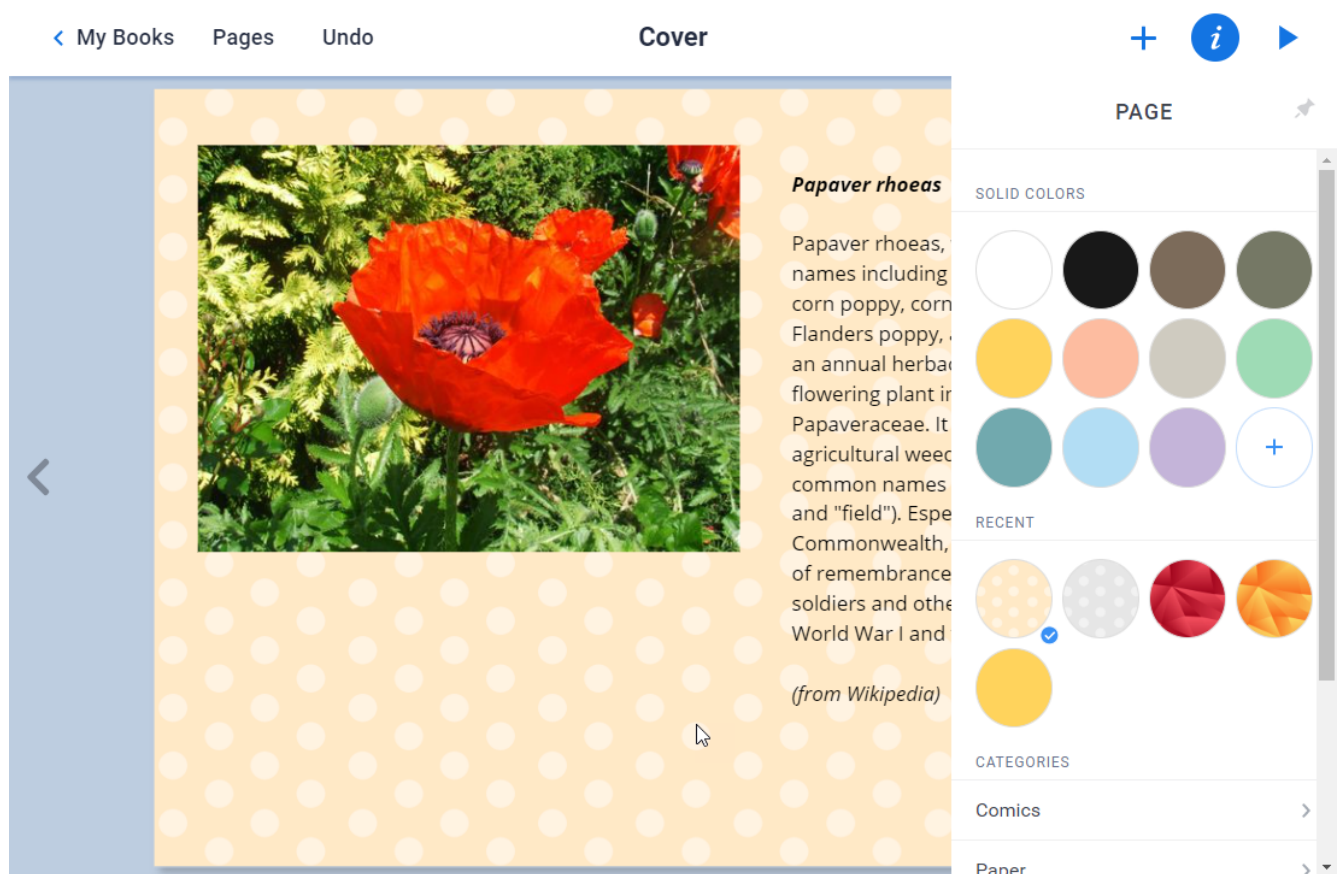 My Books Pages Undo Cover
PAGE
SOLID COLORS
RECENT
CATEGORIES
Comics
Paper
Papaver rhoeas
Papaver rhoeas,
names including
corn poppy, corn
Flanders poppy,
an annual herbac
flowering plant in
Papaveraceae. It
agricultural weed
common names
and "field"). Espe
Commonwealth,
of remembrance
soldiers and othe
World War I and
(from Wikipedia)